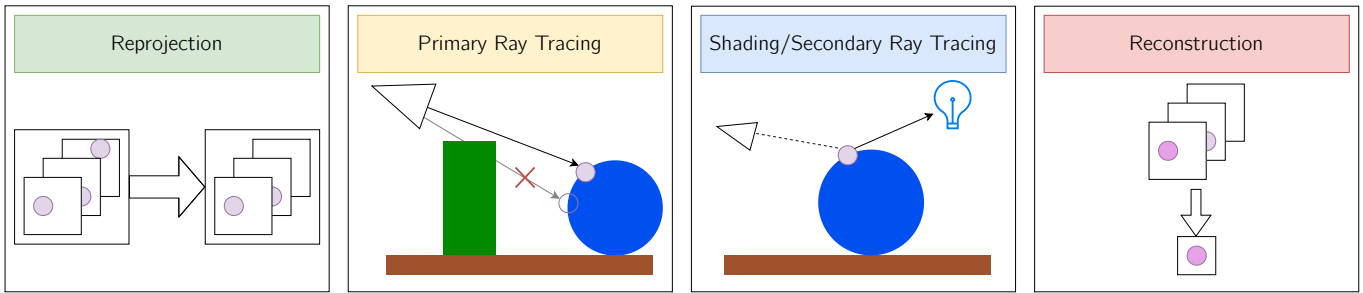 Reprojection
Primary Ray Tracing
Shading/Secondary Ray Tracing
Reconstruction